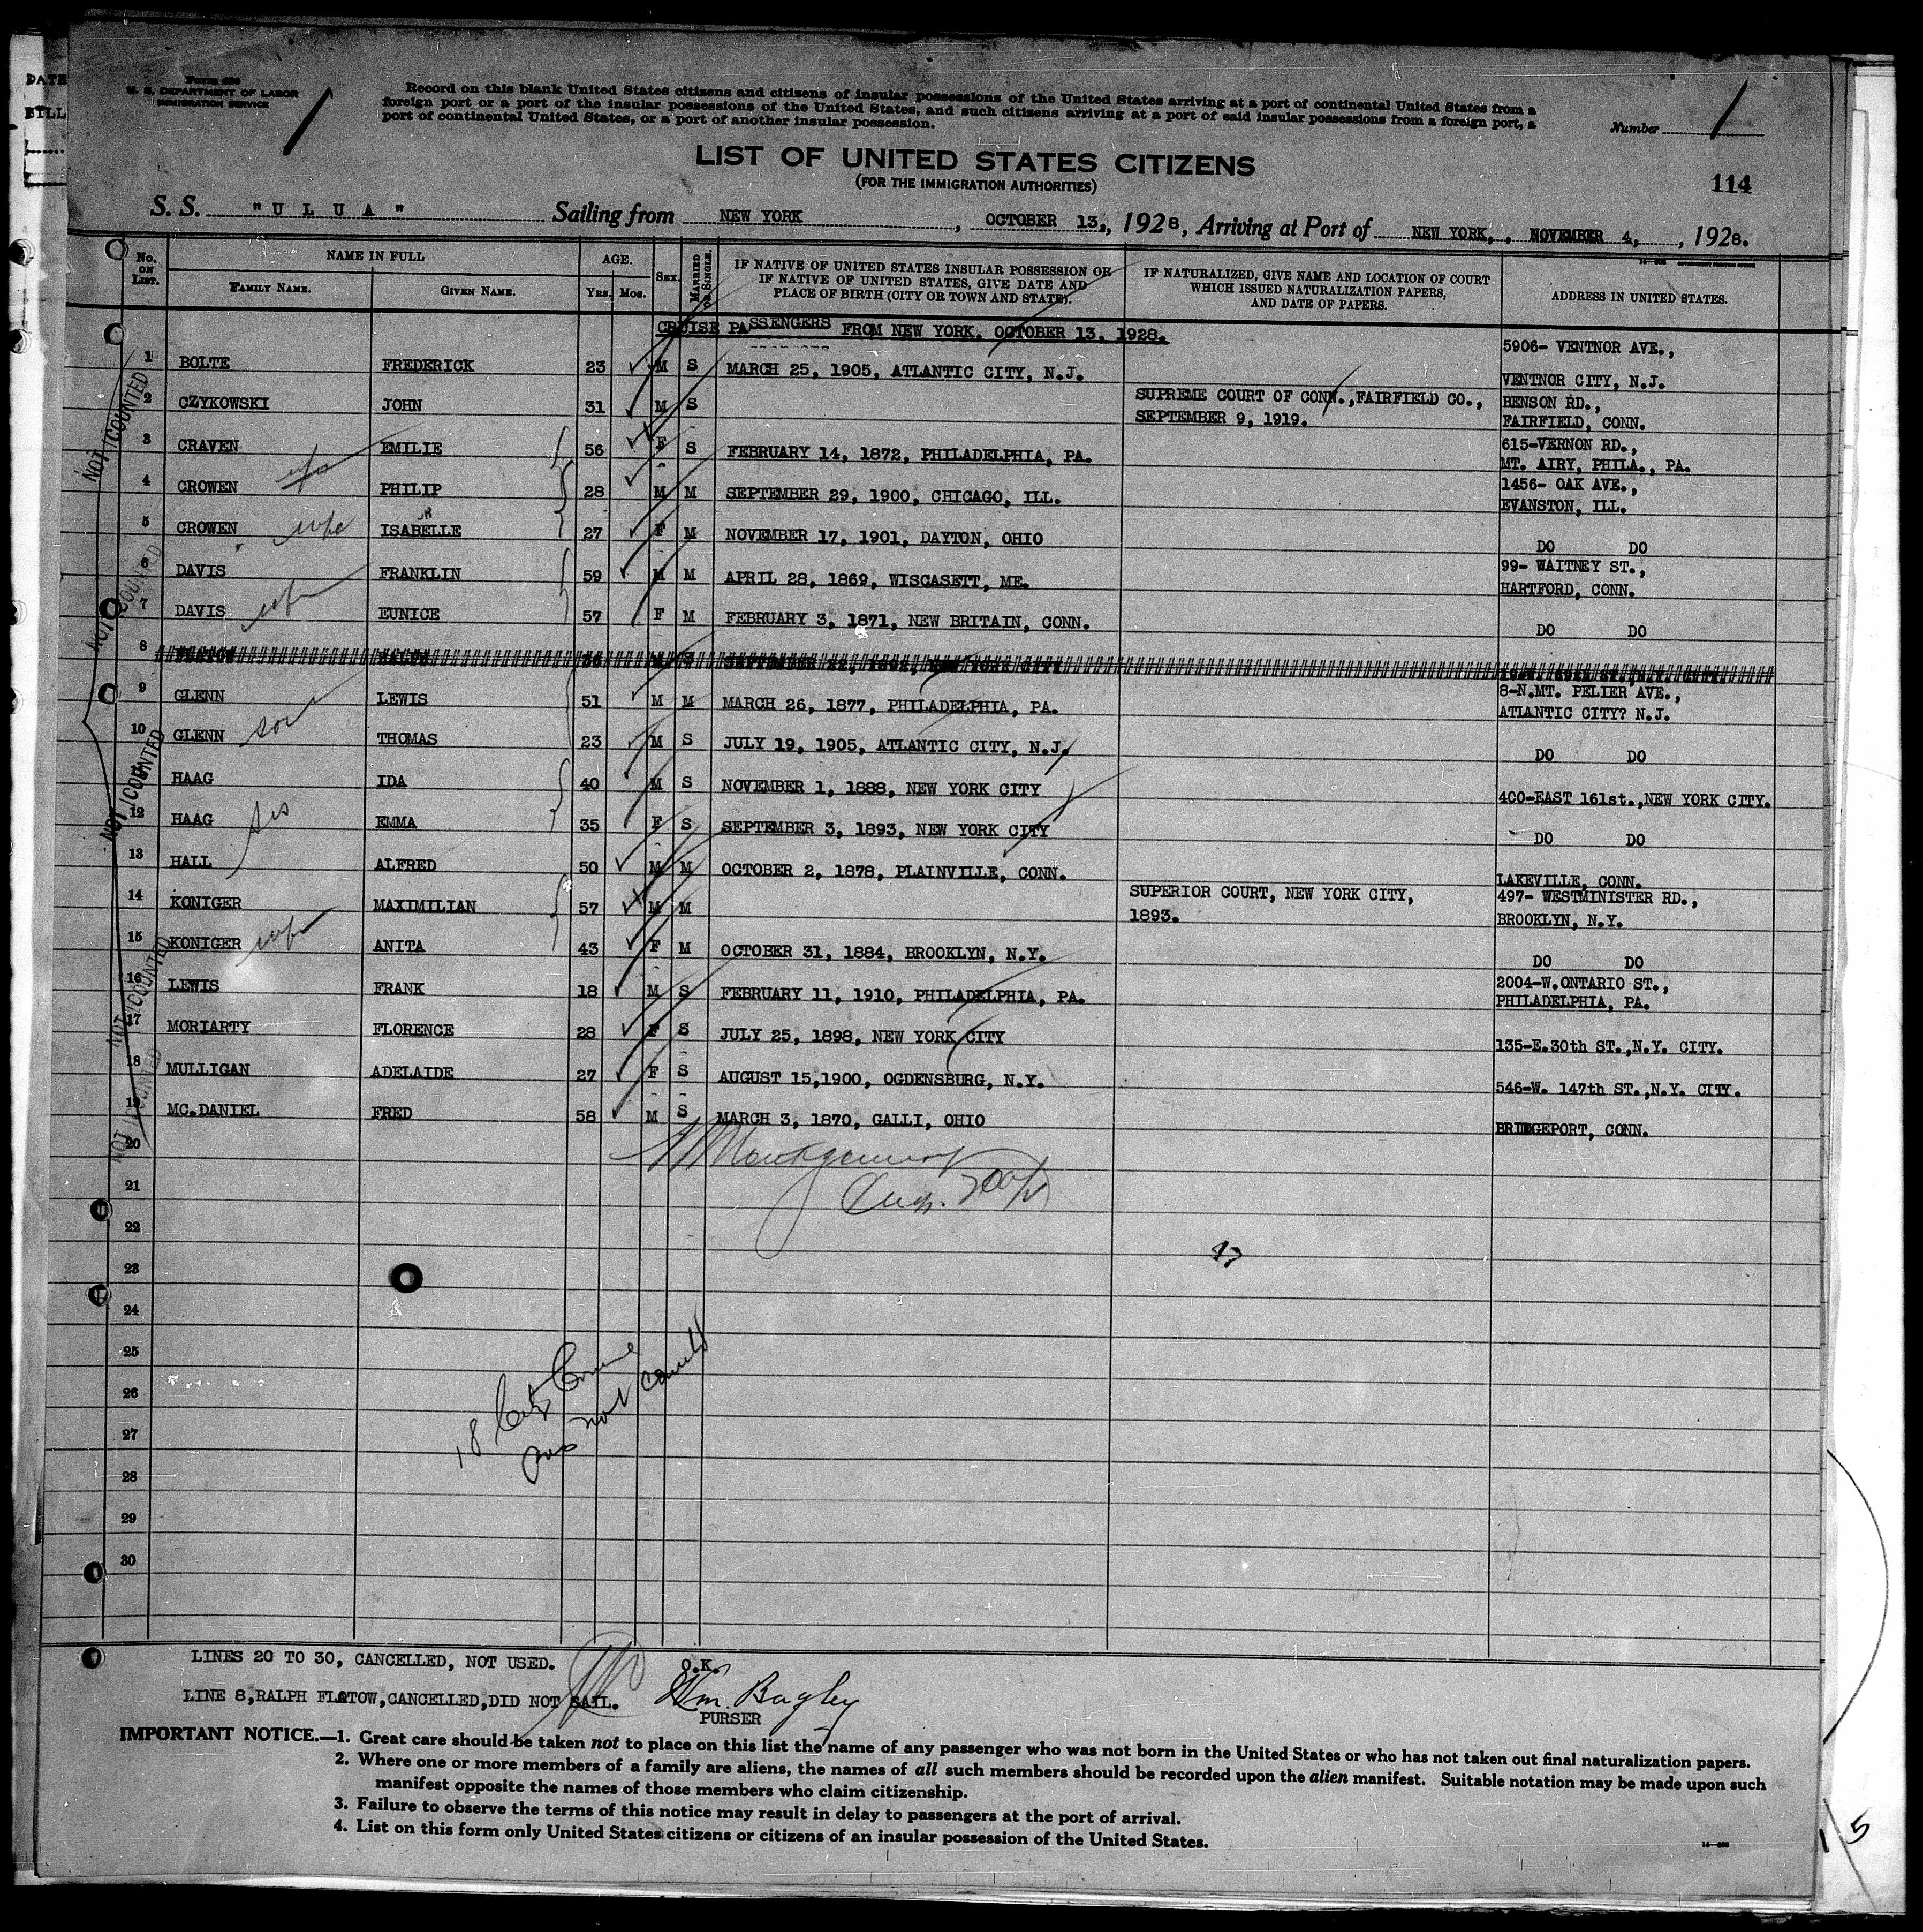 DATE
BILL
U. S. DEPARTMENT OF LABOR
IMMIGRATION SERVICE
Record on this blank United States citizens and citizens of insular possessions of the United States arriving at a port of continental United States from a
foreign port or a port of the insular possessions of the United States, and such citizens arriving at a port of said insular possessions from a foreign port, a
port of continental United States, or a port of another insular possession.
Number 1
1
LIST OF UNITED STATES CITIZENS
(FOR THE IMMIGRATION AUTHORITIES)
114
S. S. "U L U A" Sailing from NEW YORK, OCTOBER 13,, 1928, Arriving at Port of NEW YORK,, NOVEMBER 4,, 1928.
No. on List. NAME IN FULL AGE. SEX. MARRIED OR SINGLE. IF NATIVE OF UNITED STATES INSULAR POSSESSION OR IF NATIVE OF UNITED STATES, GIVE DATE AND PLACE OF BIRTH (CITY OR TOWN AND STATE). IF NATURALIZED, GIVE NAME AND LOCATION OF COURT WHICH ISSUED NATURALIZATION PAPERS, AND DATE OF PAPERS. ADDRESS IN UNITED STATES.
FAMILY NAME. GIVEN NAME. Yrs. Mos.
CRUISE PASSENGERS FROM NEW YORK, OCTOBER 13, 1928.
1 BOLTE FREDERICK 23 M S MARCH 25, 1905, ATLANTIC CITY, N.J. 5906- VENTNOR AVE., VENTNOR CITY, N.J.
2 CZYKOWSKI JOHN 31 M S SUPREME COURT OF CONN.,FAIRFIELD CO., SEPTEMBER 9, 1919. BENSON RD., FAIRFIELD, CONN.
3 CRAVEN EMILIE 56 F S FEBRUARY 14, 1872, PHILADELPHIA, PA. 615-VERNON RD., MT. AIRY, PHILA., PA.
4 CROWEN PHILIP 28 M M SEPTEMBER 29, 1900, CHICAGO, ILL. 1456- OAK AVE., EVANSTON, ILL.
5 CROWEN wife ISABELLE 27 F M NOVEMBER 17, 1901, DAYTON, OHIO DO DO
6 DAVIS FRANKLIN 59 M M APRIL 28, 1869, WISCASETT, ME. 99- WAITNEY ST., HARTFORD, CONN.
7 DAVIS wife EUNICE 57 F M FEBRUARY 3, 1871, NEW BRITAIN, CONN. DO DO
8
9 GLENN LEWIS 51 M M MARCH 26, 1877, PHILADELPHIA, PA. 8-N.MT. PELIER AVE., ATLANTIC CITY? N.J.
10 GLENN son THOMAS 23 M S JULY 19, 1905, ATLANTIC CITY, N.J. DO DO
11 HAAG IDA 40 M S NOVEMBER 1, 1888, NEW YORK CITY 400-EAST 161st.,NEW YORK CITY.
12 HAAG sis EMMA 35 F S SEPTEMBER 3, 1893, NEW YORK CITY DO DO
13 HALL ALFRED 50 M M OCTOBER 2, 1878, PLAINVILLE, CONN. LAKEVILLE, CONN.
14 KONIGER MAXIMILIAN 57 M M SUPERIOR COURT, NEW YORK CITY, 1893. 497- WESTMINISTER RD., BROOKLYN, N.Y.
15 KONIGER wife ANITA 43 F M OCTOBER 31, 1884, BROOKLYN, N.Y. DO DO
16 LEWIS FRANK 18 M S FEBRUARY 11, 1910, PHILADELPHIA, PA. 2004-W.ONTARIO ST., PHILADELPHIA, PA.
17 MORIARTY FLORENCE 28 F S JULY 25, 1898, NEW YORK CITY 135-E.30th ST.,N.Y. CITY.
18 MULLIGAN ADELAIDE 27 F S AUGUST 15,1900, OGDENSBURG, N.Y. 546-W. 147th ST.,N.Y. CITY.
19 MC.DANIEL FRED 58 M S MARCH 3, 1870, GALLI, OHIO BRIDGEPORT, CONN.
NOT COUNTED
NOT COUNTED
NOT COUNTED
NOT COUNTED
NOT COUNTED
20
21
22
23
24
25
26
27
28
29
30
18 Citz
not
LINES 20 TO 30, CANCELLED, NOT USED.
O.K.
LINE 8,RALPH FLATOW,CANCELLED,DID NOT SAIL. Wm. Bagley
PURSER
IMPORTANT NOTICE.—1. Great care should be taken not to place on this list the name of any passenger who was not born in the United States or who has not taken out final naturalization papers.
2. Where one or more members of a family are aliens, the names of all such members should be recorded upon the alien manifest. Suitable notation may be made upon such
manifest opposite the names of those members who claim citizenship.
3. Failure to observe the terms of this notice may result in delay to passengers at the port of arrival.
4. List on this form only United States citizens or citizens of an insular possession of the United States.
15